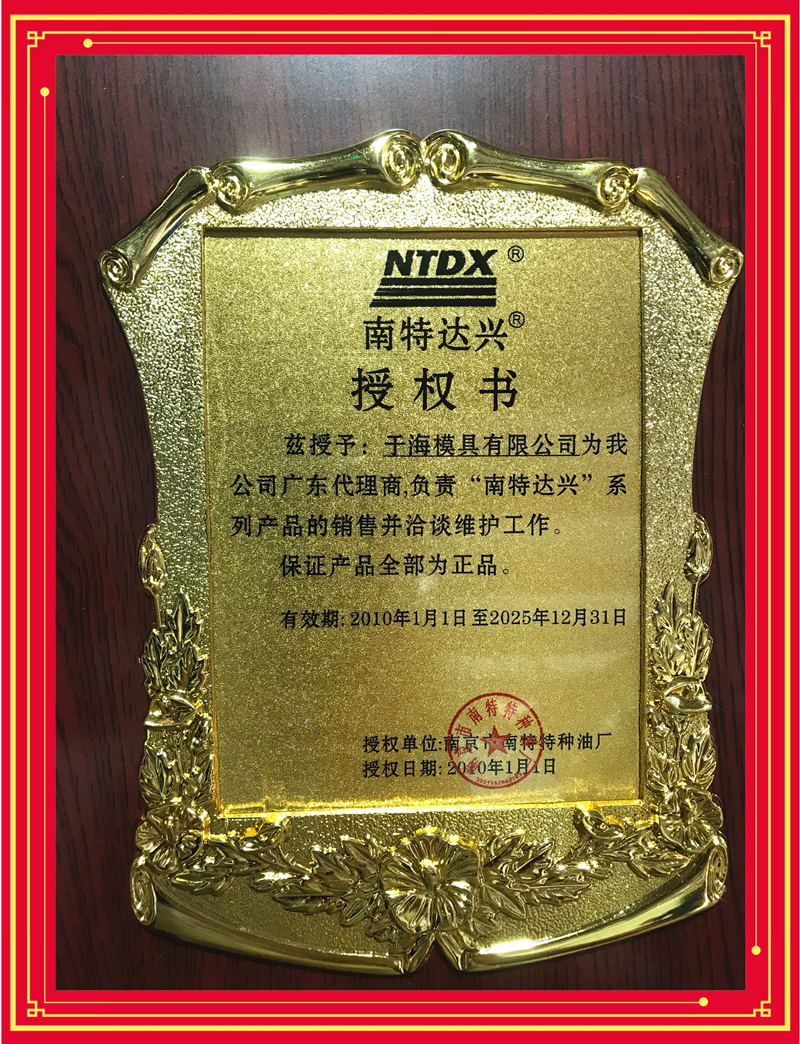 NTDX®
南特达兴®
授权书
兹授予：于海模具有限公司为我
公司广东代理商,负责“南特达兴”系
列产品的销售并洽谈维护工作。
保证产品全部为正品。
有效期: 2010年1月1日至2025年12月31日
授权单位:南京市南特特种油厂
授权日期: 2010年1月1日